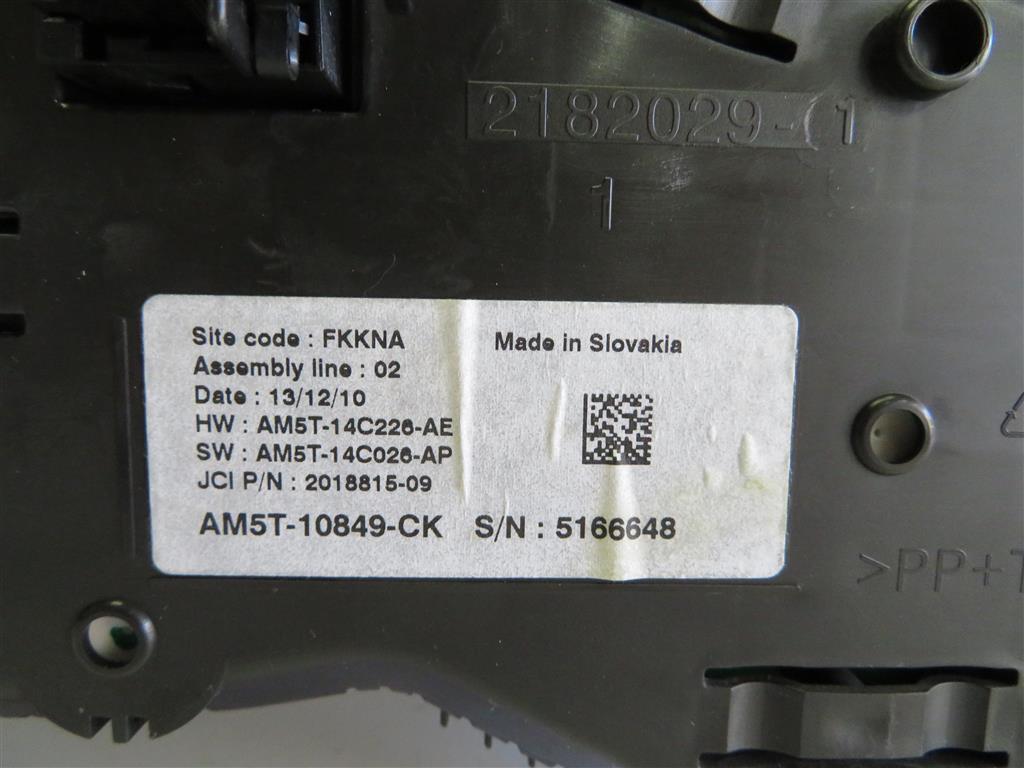 2182029-1
1
Site code : FKKNA
Made in Slovakia
Assembly line : 02
Date : 13/12/10
HW : AM5T-14C226-AE
SW : AM5T-14C026-AP
JCI P/N : 2018815-09
AM5T-10849-CK S/N : 5166648
>PP+T